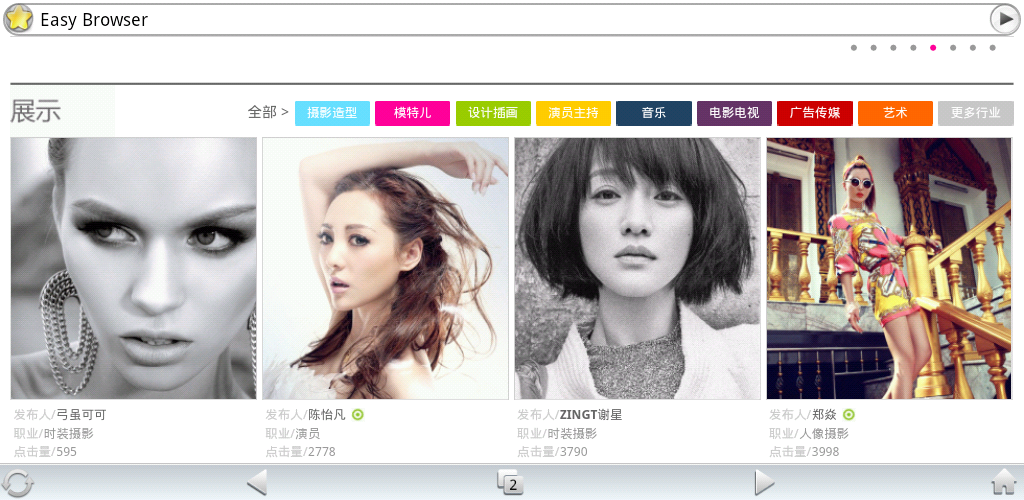 Easy Browser
展示
全部 > 摄影造型 模特儿 设计插画 演员主持 音乐 电影电视 广告传媒 艺术 更多行业
发布人/弓虽可可
职业/时装摄影
点击量/595
发布人/陈怡凡
职业/演员
点击量/2778
发布人/ZINGT谢星
职业/时装摄影
点击量/3790
发布人/郑焱
职业/人像摄影
点击量/3998
2